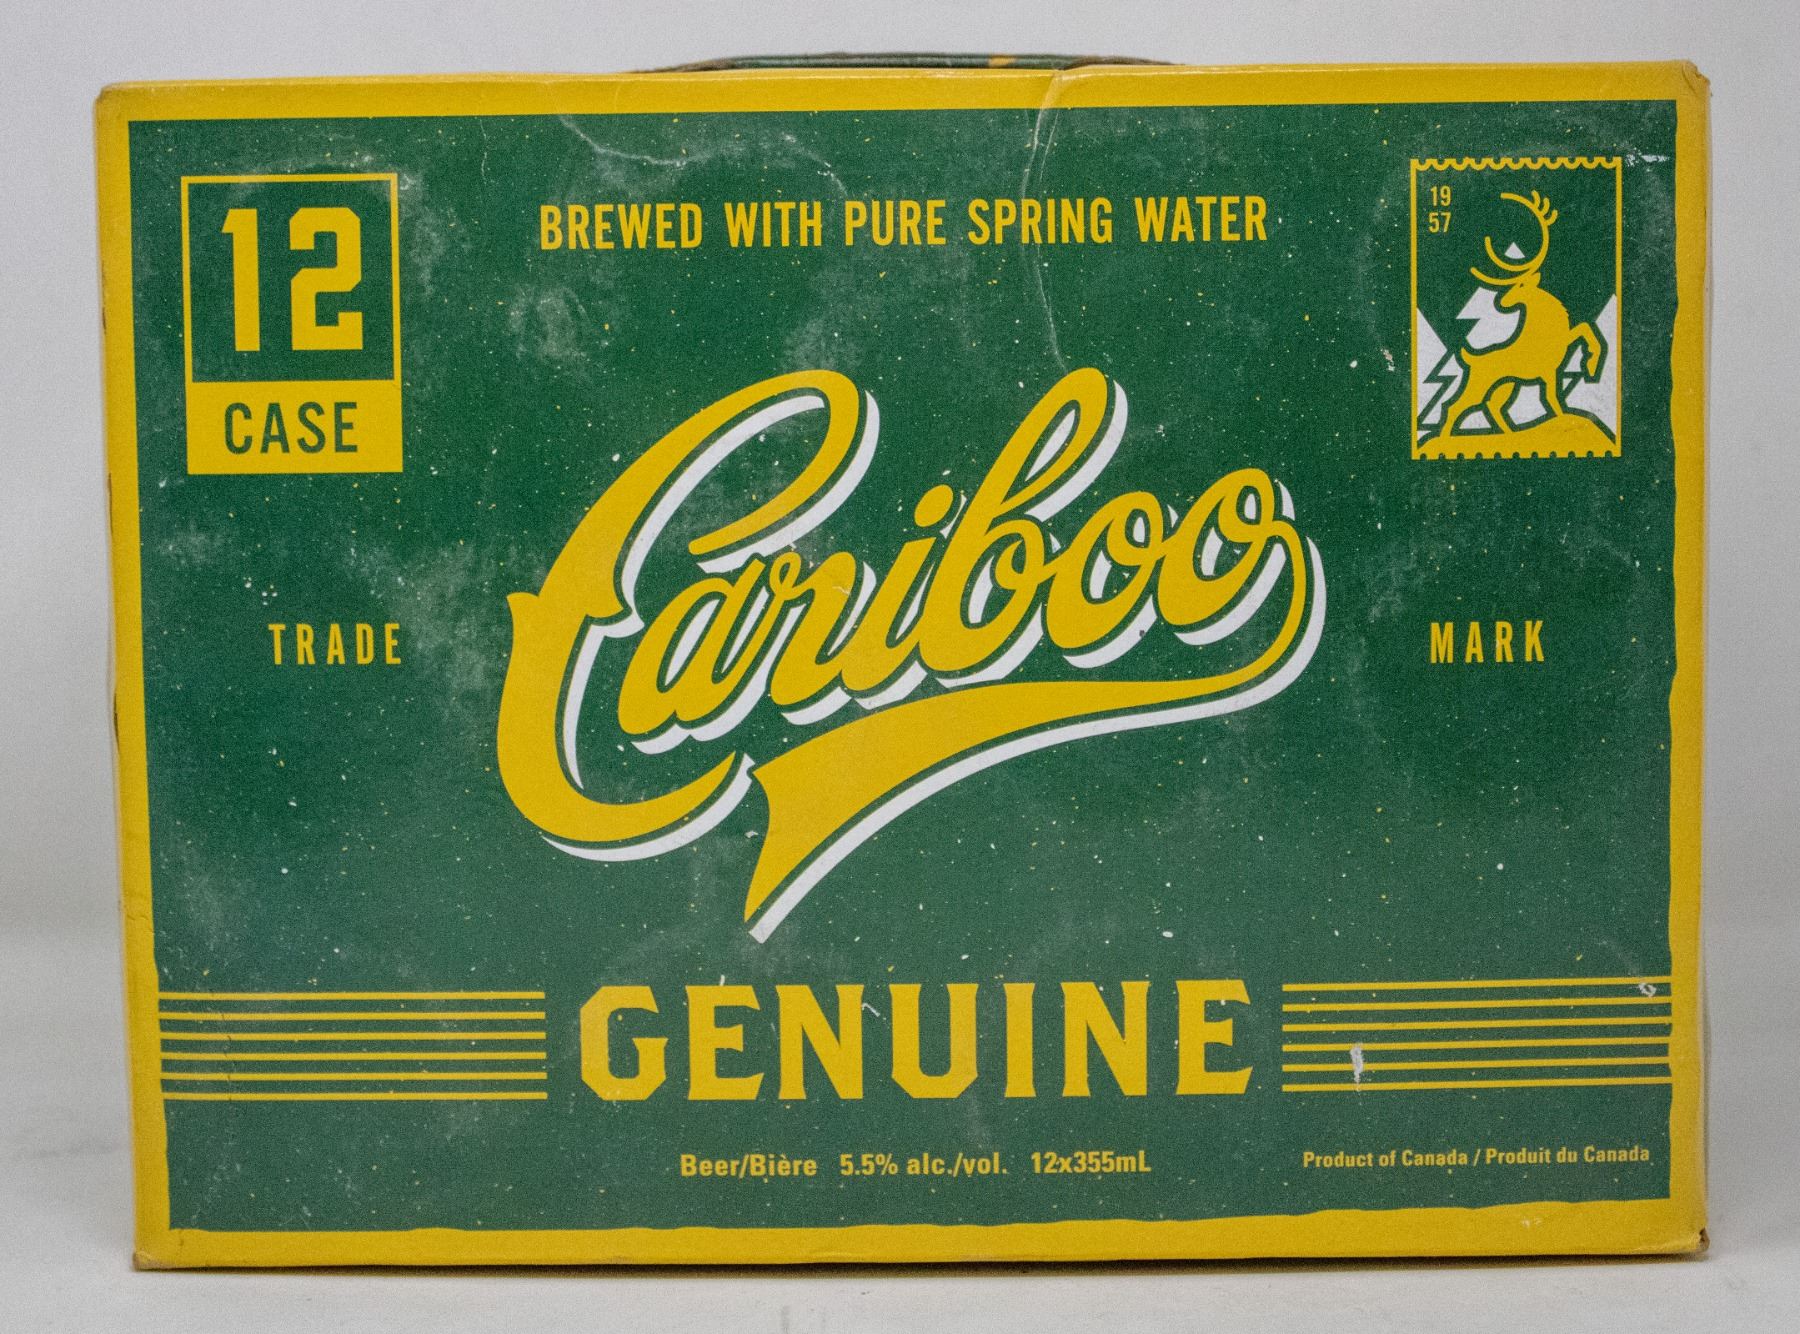 12
CASE
BREWED WITH PURE SPRING WATER
19
57
Cariboo
TRADE
MARK
GENUINE
Beer/Bière 5.5% alc./vol. 12x355mL
Product of Canada / Produit du Canada